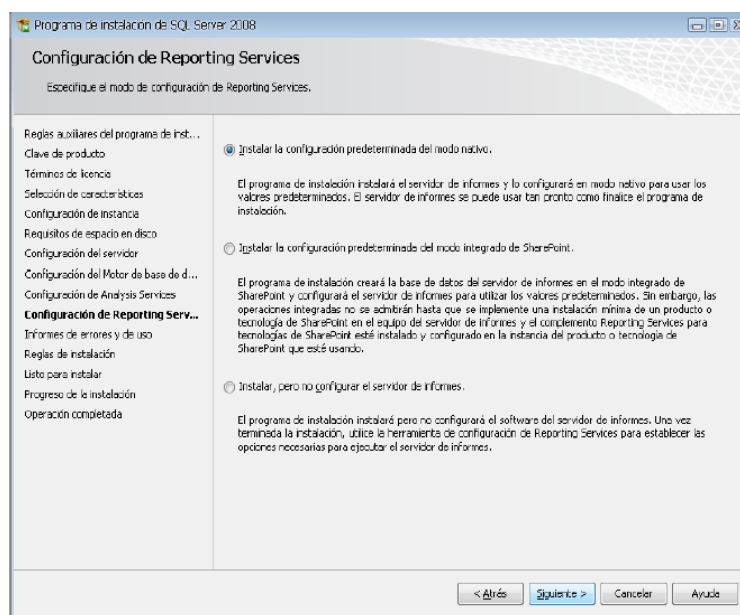 Programa de instalación de SQL Server 2008
Configuración de Reporting Services
Especifique el modo de configuración de Reporting Services.
Reglas auxiliares del programa de inst...
Clave de producto
Términos de licencia
Selección de características
Configuración de instancia
Requisitos de espacio en disco
Configuración del servidor
Configuración del Motor de base de d...
Configuración de Analysis Services
Configuración de Reporting Serv...
Informes de errores y de uso
Reglas de instalación
Listo para instalar
Progreso de la instalación
Operación completada
Instalar la configuración predeterminada del modo nativo.
El programa de instalación instalará el servidor de informes y lo configurará en modo nativo para usar los
valores predeterminados. El servidor de informes se puede usar tan pronto como finalice el programa de
instalación.
Instalar la configuración predeterminada del modo integrado de SharePoint.
El programa de instalación creará la base de datos del servidor de informes en el modo integrado de
SharePoint y configurará el servidor de informes para utilizar los valores predeterminados. Sin embargo, las
operaciones integradas no se admitirán hasta que se implemente una instalación mínima de un producto o
tecnología de SharePoint en el equipo del servidor de informes y el complemento Reporting Services para
tecnologías de SharePoint esté instalado y configurado en la instancia del producto o tecnología de
SharePoint que esté usando.
Instalar, pero no configurar el servidor de informes.
El programa de instalación instalará pero no configurará el software del servidor de informes. Una vez
terminada la instalación, utilice la herramienta de configuración de Reporting Services para establecer las
opciones necesarias para ejecutar el servidor de informes.
< Atrás
Siguiente >
Cancelar
Ayuda